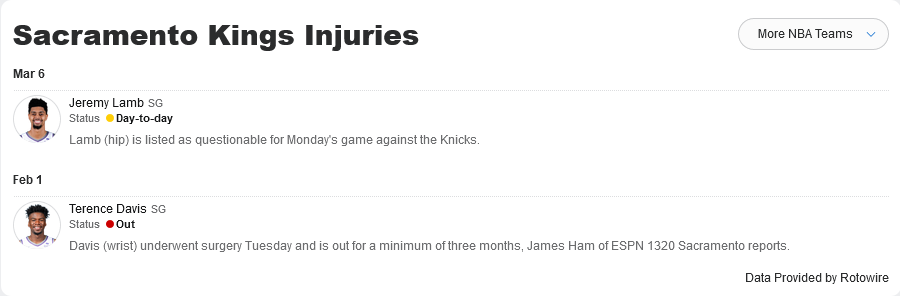 Sacramento Kings Injuries
More NBA Teams
Mar 6
Jeremy Lamb SG
Status Day-to-day
Lamb (hip) is listed as questionable for Monday's game against the Knicks.
Feb 1
Terence Davis SG
Status Out
Davis (wrist) underwent surgery Tuesday and is out for a minimum of three months, James Ham of ESPN 1320 Sacramento reports.
Data Provided by Rotowire